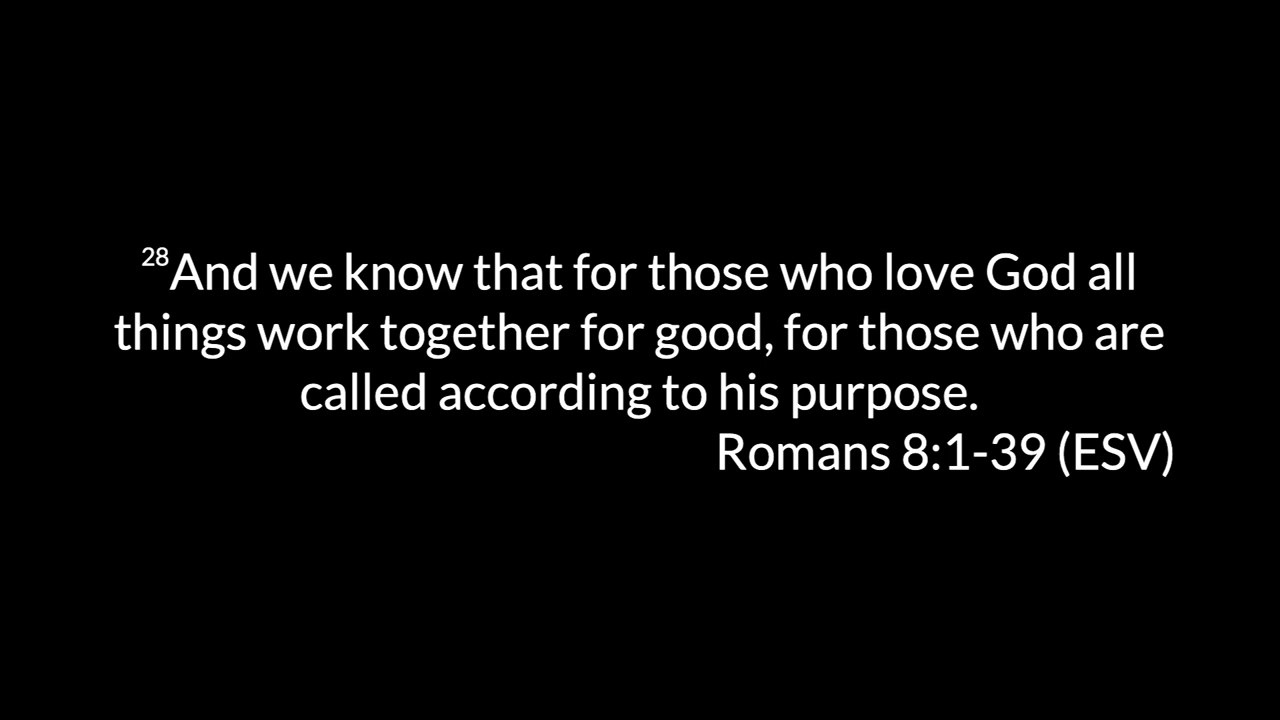 28And we know that for those who love God all
things work together for good, for those who are
called according to his purpose.
Romans 8:1-39 (ESV)